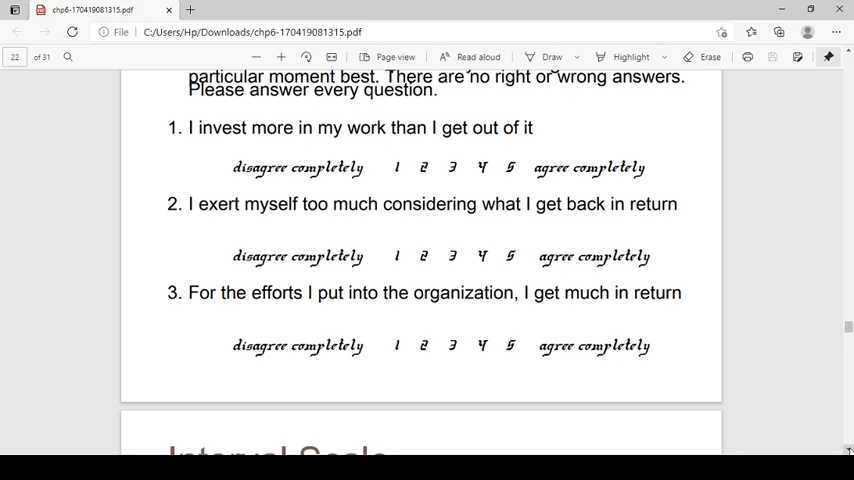 chp6-170419081315.pdf
File C:/Users/Hp/Downloads/chp6-170419081315.pdf
22 of 31 Page view Read aloud Draw Highlight Erase
particular moment best. There are no right or wrong answers.
Please answer every question.
1. I invest more in my work than I get out of it
disagree completely 1 2 3 4 5 agree completely
2. I exert myself too much considering what I get back in return
disagree completely 1 2 3 4 5 agree completely
3. For the efforts I put into the organization, I get much in return
disagree completely 1 2 3 4 5 agree completely
Interval Scale